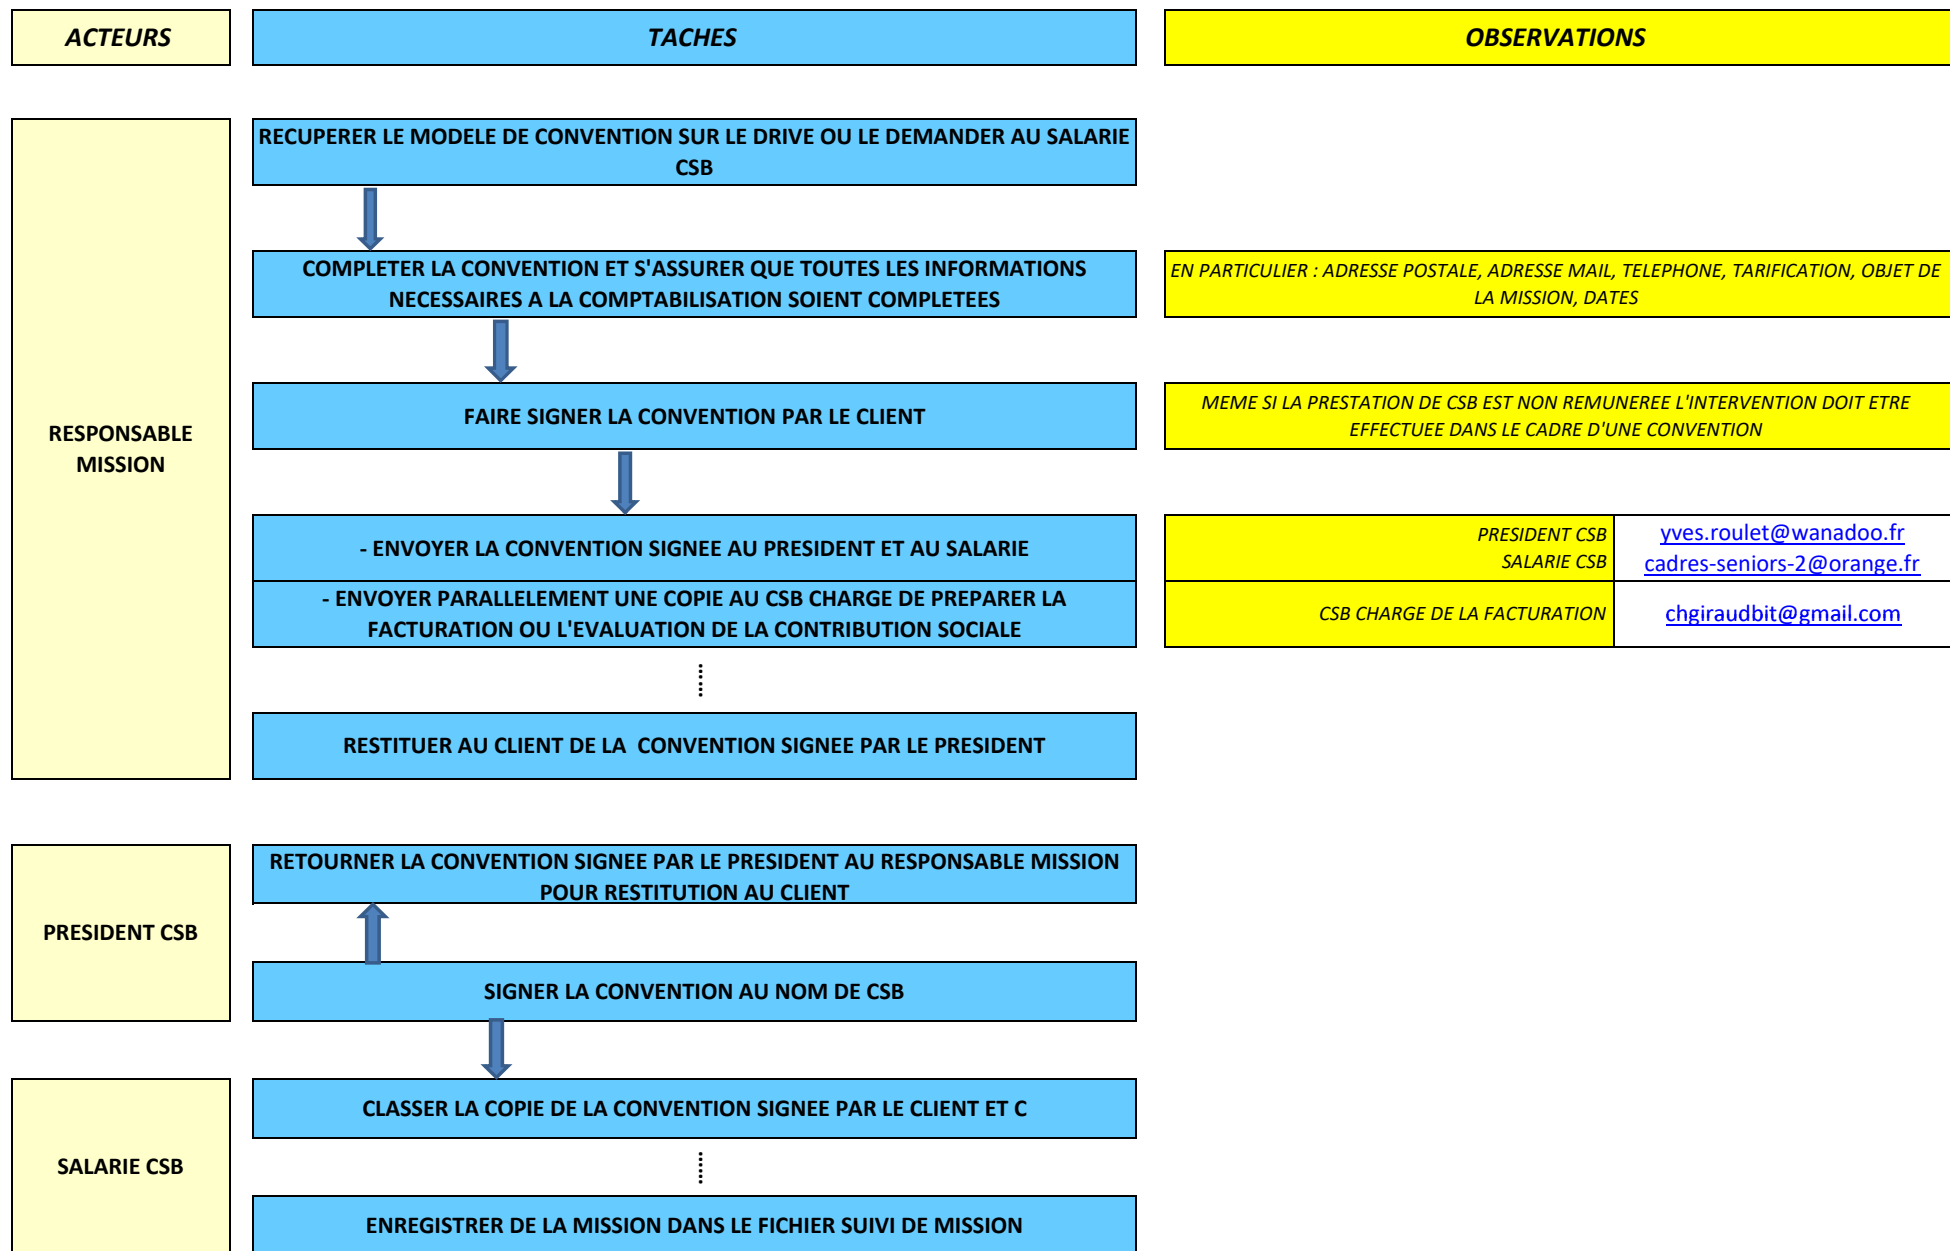 ACTEURS
TACHES
OBSERVATIONS
RESPONSABLE
MISSION
RECUPERER LE MODELE DE CONVENTION SUR LE DRIVE OU LE DEMANDER AU SALARIE
CSB
COMPLETER LA CONVENTION ET S'ASSURER QUE TOUTES LES INFORMATIONS
NECESSAIRES A LA COMPTABILISATION SOIENT COMPLETEES
EN PARTICULIER : ADRESSE POSTALE, ADRESSE MAIL, TELEPHONE, TARIFICATION, OBJET DE
LA MISSION, DATES
FAIRE SIGNER LA CONVENTION PAR LE CLIENT
MEME SI LA PRESTATION DE CSB EST NON REMUNEREE L'INTERVENTION DOIT ETRE
EFFECTUEE DANS LE CADRE D'UNE CONVENTION
- ENVOYER LA CONVENTION SIGNEE AU PRESIDENT ET AU SALARIE
PRESIDENT CSB
yves.roulet@wanadoo.fr
SALARIE CSB
cadres-seniors-2@orange.fr
- ENVOYER PARALLELEMENT UNE COPIE AU CSB CHARGE DE PREPARER LA
FACTURATION OU L'EVALUATION DE LA CONTRIBUTION SOCIALE
CSB CHARGE DE LA FACTURATION
chgiraudbit@gmail.com
RESTITUER AU CLIENT DE LA  CONVENTION SIGNEE PAR LE PRESIDENT
PRESIDENT CSB
RETOURNER LA CONVENTION SIGNEE PAR LE PRESIDENT AU RESPONSABLE MISSION
POUR RESTITUTION AU CLIENT
SIGNER LA CONVENTION AU NOM DE CSB
SALARIE CSB
CLASSER LA COPIE DE LA CONVENTION SIGNEE PAR LE CLIENT ET C
ENREGISTRER DE LA MISSION DANS LE FICHIER SUIVI DE MISSION